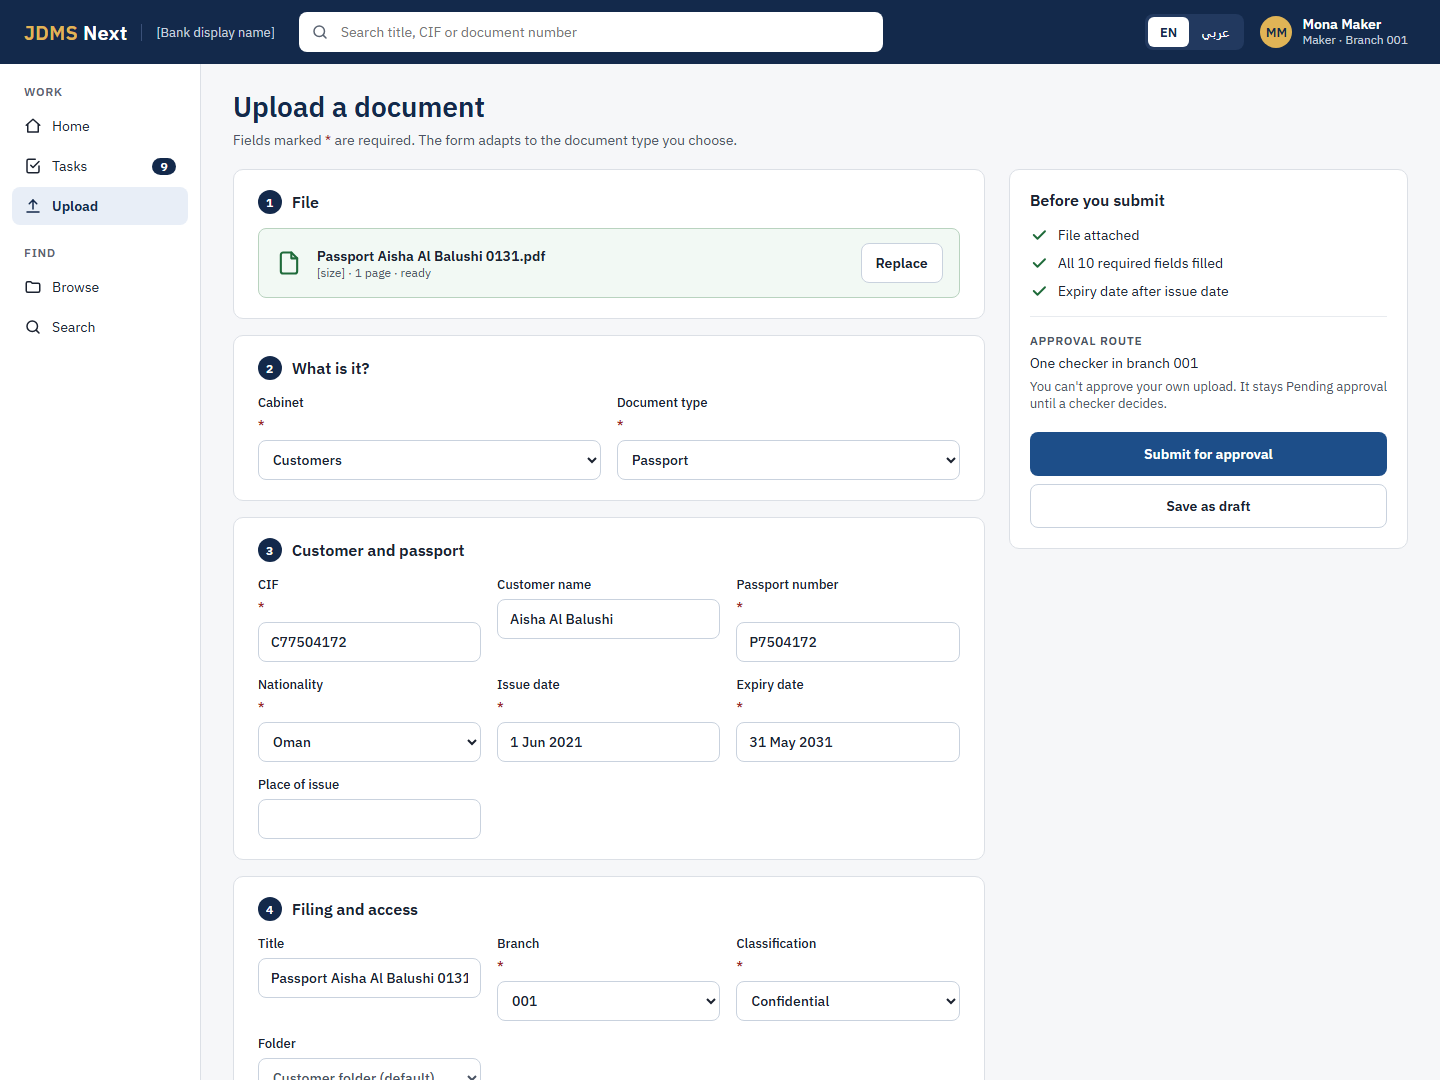 JDMS Next
[Bank display name]
Search title, CIF or document number
EN
عربي
MM
Mona Maker
Maker · Branch 001
WORK
Home
Tasks
9
Upload
FIND
Browse
Search
Upload a document
Fields marked * are required. The form adapts to the document type you choose.
1
File
Passport Aisha Al Balushi 0131.pdf
[size] · 1 page · ready
Replace
2
What is it?
Cabinet
*
Customers
Document type
*
Passport
3
Customer and passport
CIF
*
C77504172
Customer name
Aisha Al Balushi
Passport number
*
P7504172
Nationality
*
Oman
Issue date
*
1 Jun 2021
Expiry date
*
31 May 2031
Place of issue
4
Filing and access
Title
Passport Aisha Al Balushi 0131
Branch
*
001
Classification
*
Confidential
Folder
Customer folder (default)
Before you submit
File attached
All 10 required fields filled
Expiry date after issue date
APPROVAL ROUTE
One checker in branch 001
You can't approve your own upload. It stays Pending approval
until a checker decides.
Submit for approval
Save as draft